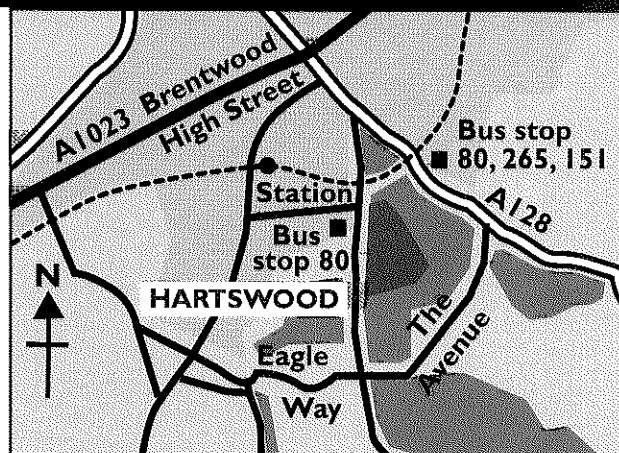 A1023 Brentwood
High Street
Bus stop
80, 265, 151
Station
A128
Bus
stop 80
N
HARTSWOOD
The
Avenue
Eagle
Way